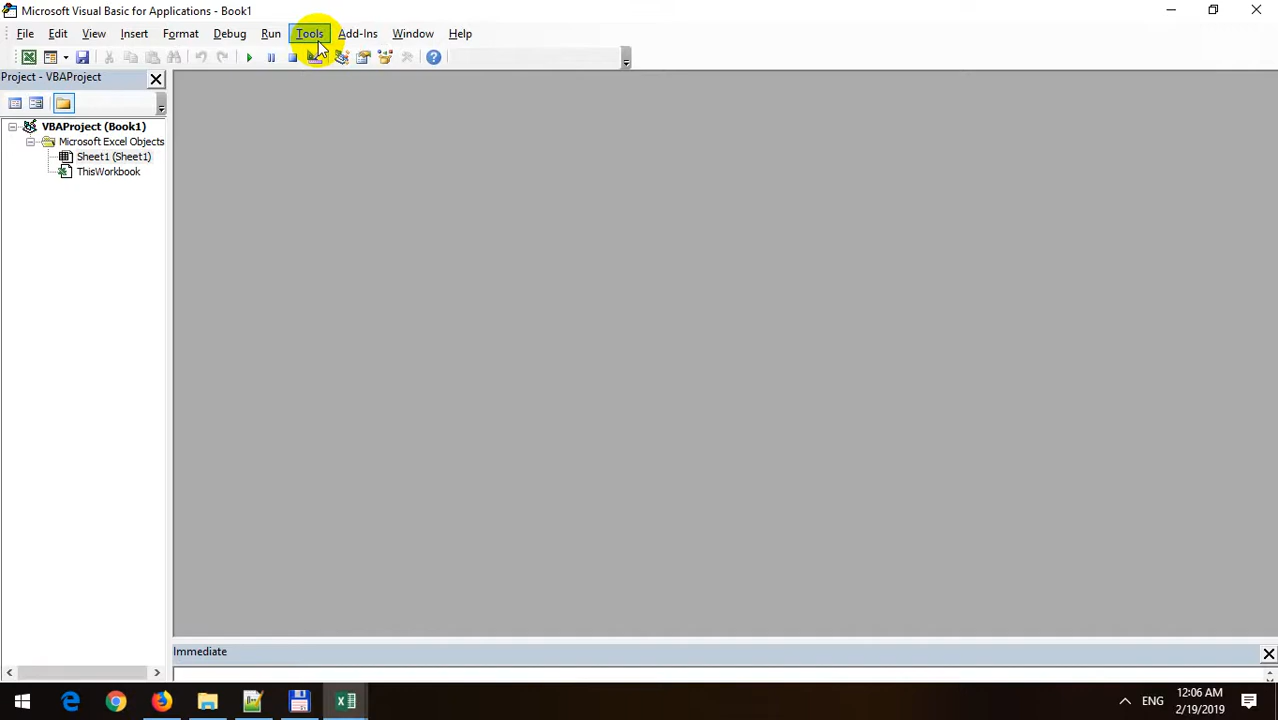 Microsoft Visual Basic for Applications - Book1
File Edit View Insert Format Debug Run Tools Add-Ins Window Help
Project - VBAProject
VBAProject (Book1)
Microsoft Excel Objects
Sheet1 (Sheet1)
ThisWorkbook
Immediate
ENG
12:06 AM
2/19/2019